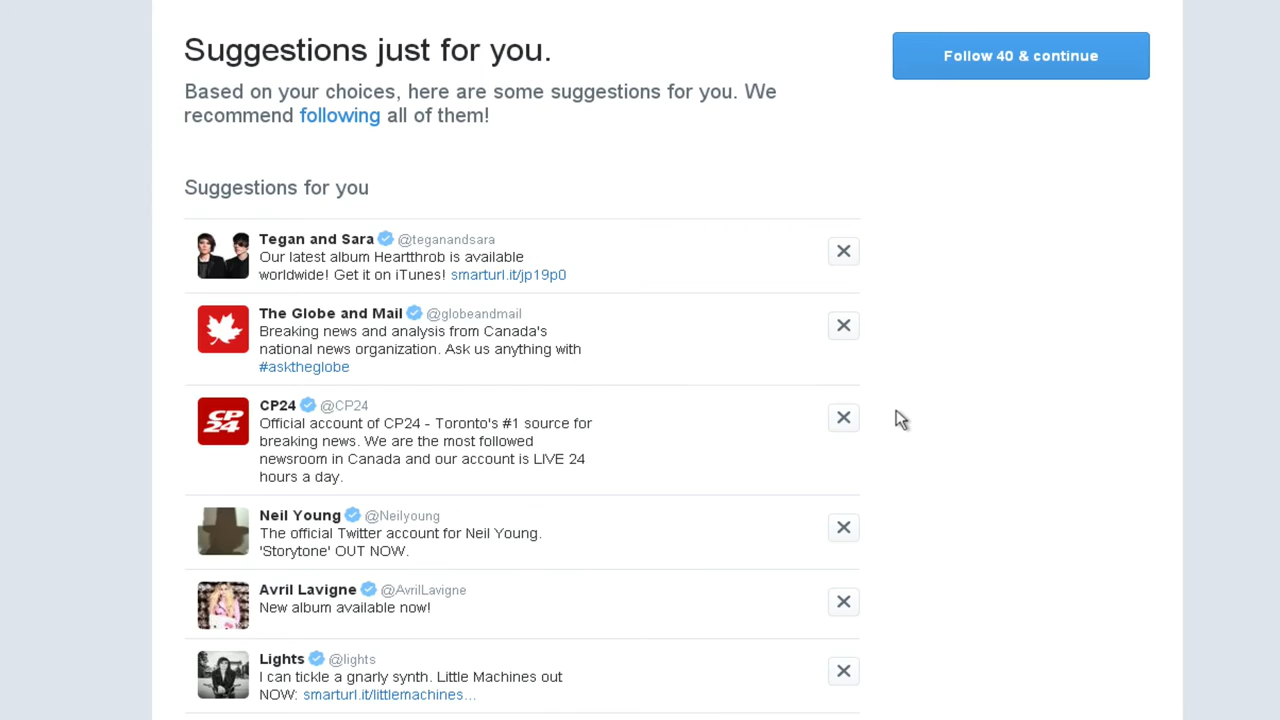 Suggestions just for you.
Follow 40 & continue
Based on your choices, here are some suggestions for you. We
recommend following all of them!
Suggestions for you
Tegan and Sara @teganandsara
Our latest album Heartthrob is available
worldwide! Get it on iTunes! smarturl.it/jp19p0
The Globe and Mail @globeandmail
Breaking news and analysis from Canada's
national news organization. Ask us anything with
#asktheglobe
CP24
CP24 @CP24
Official account of CP24 - Toronto's #1 source for
breaking news. We are the most followed
newsroom in Canada and our account is LIVE 24
hours a day.
Neil Young @Neilyoung
The official Twitter account for Neil Young.
'Storytone' OUT NOW.
Avril Lavigne @AvrilLavigne
New album available now!
Lights @lights
I can tickle a gnarly synth. Little Machines out
NOW: smarturl.it/littlemachines...